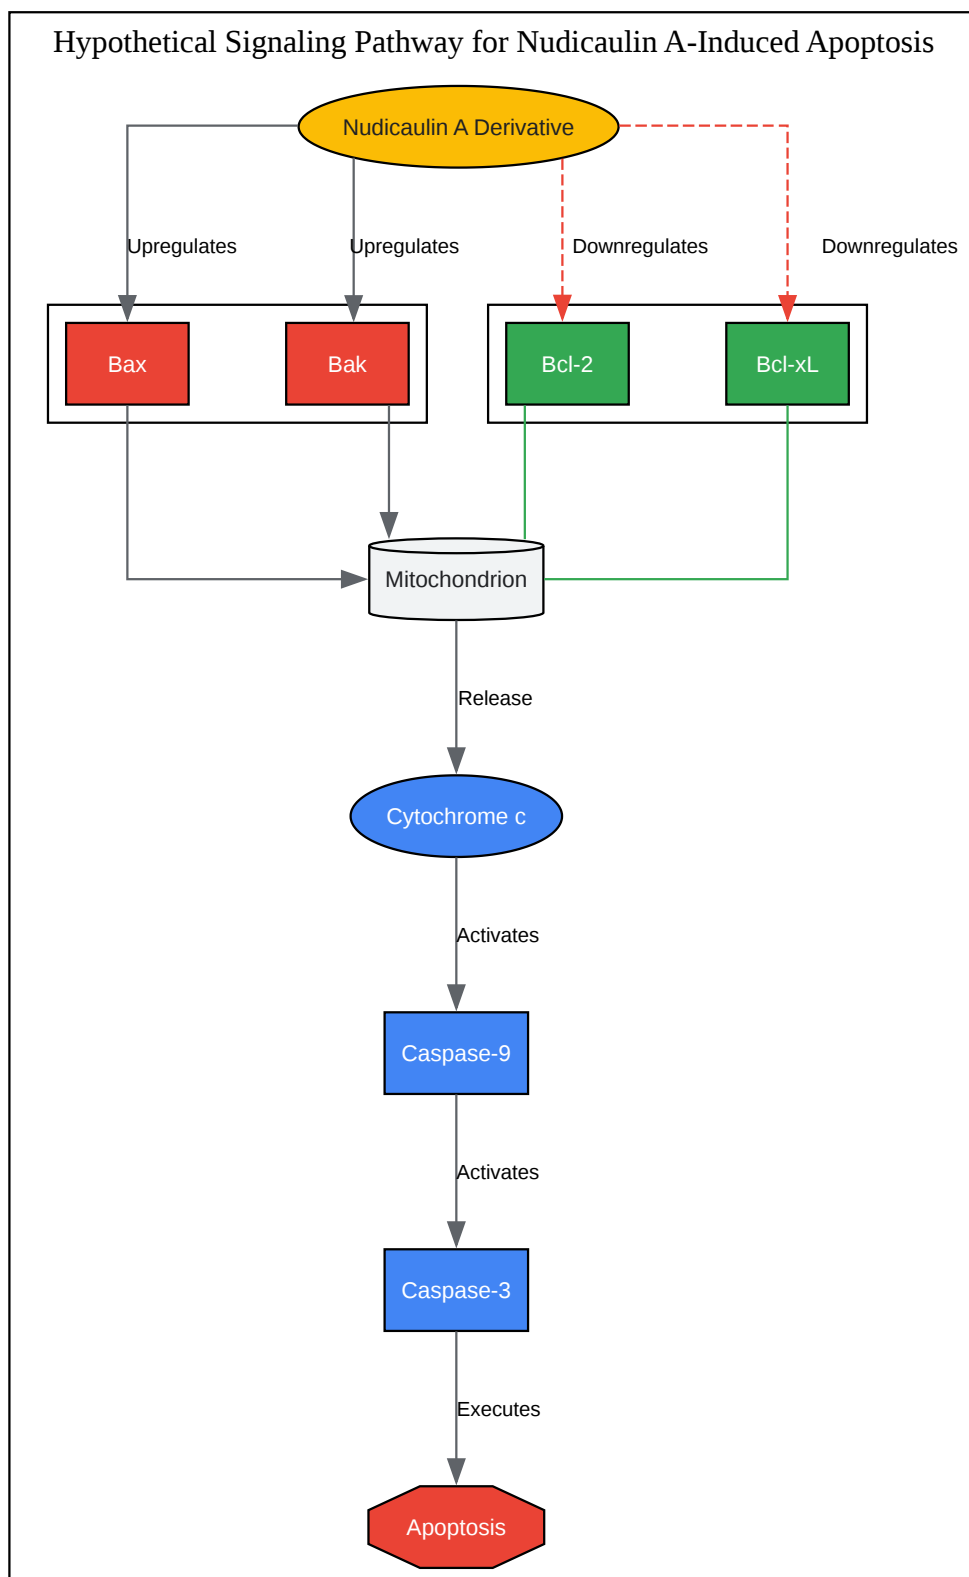 Hypothetical Signaling Pathway for Nudicaulin A-Induced Apoptosis
Nudicaulin A Derivative
Upregulates
Upregulates
Downregulates
Downregulates
Bax
Bak
Bcl-2
Bcl-xL
Mitochondrion
Release
Cytochrome c
Activates
Caspase-9
Activates
Caspase-3
Executes
Apoptosis